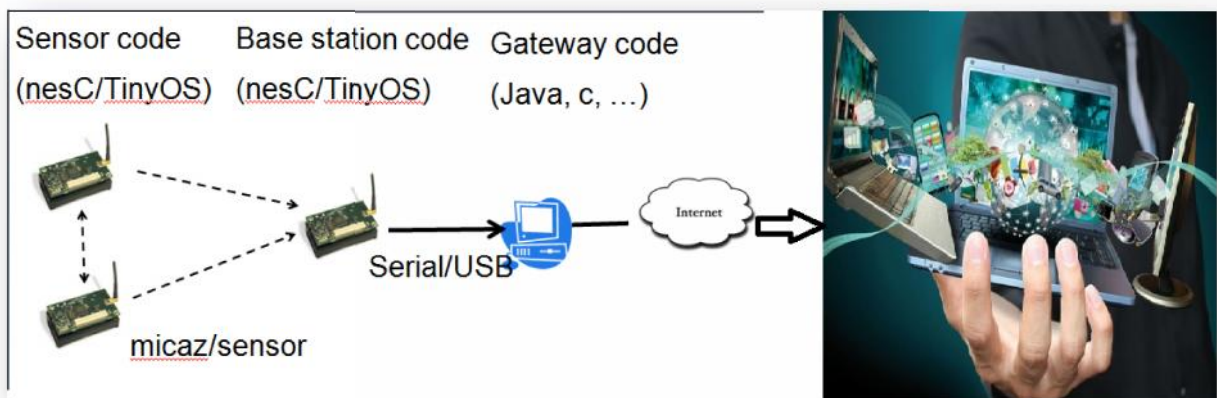 Sensor code
(nesC/TinyOS)
Base station code
(nesC/TinyOS)
Gateway code
(Java, c, …)
Internet
Serial/USB
micaz/sensor